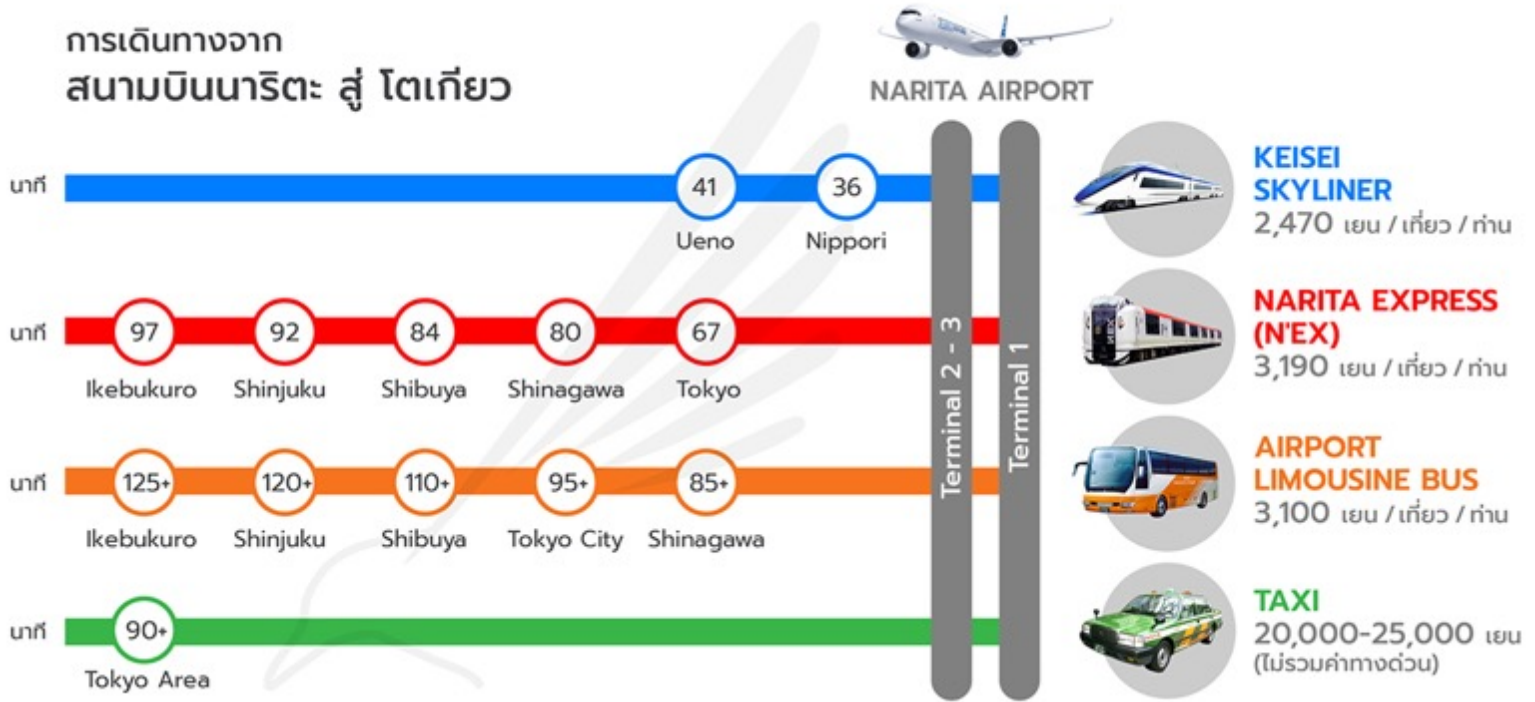 การเดินทางจาก
สนามบินนาริตะ สู่ โตเกียว
NARITA AIRPORT
นาที
41
36
Ueno
Nippori
KEISEI
SKYLINER
2,470 เยน / เที่ยว / ท่าน
นาที
97
92
84
80
67
Ikebukuro
Shinjuku
Shibuya
Shinagawa
Tokyo
NARITA EXPRESS
(N'EX)
3,190 เยน / เที่ยว / ท่าน
นาที
125+
120+
110+
95+
85+
Ikebukuro
Shinjuku
Shibuya
Tokyo City
Shinagawa
AIRPORT
LIMOUSINE BUS
3,100 เยน / เที่ยว / ท่าน
นาที
90+
Tokyo Area
TAXI
20,000-25,000 เยน
(ไม่รวมค่าทางด่วน)
Terminal 2 - 3
Terminal 1